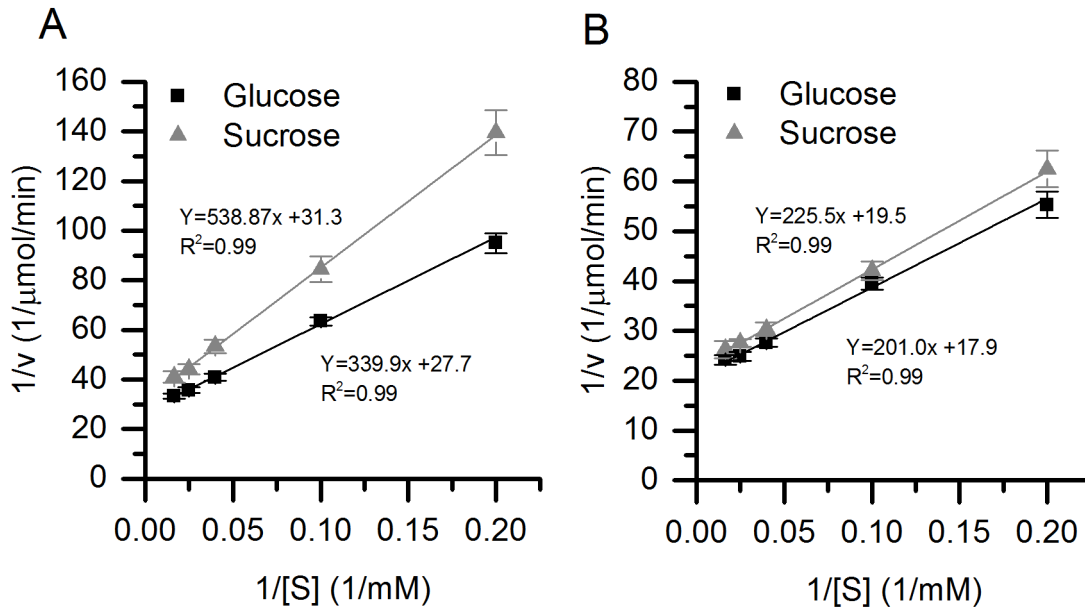 A
160
140
120
100
80
60
40
20
0
1/v (1/μmol/min)
Glucose
Sucrose
Y=538.87x +31.3
R²=0.99
Y=339.9x +27.7
R²=0.99
0.00 0.05 0.10 0.15 0.20
1/[S] (1/mM)
B
80
70
60
50
40
30
20
10
0
1/v (1/μmol/min)
Glucose
Sucrose
Y=225.5x +19.5
R²=0.99
Y=201.0x +17.9
R²=0.99
0.00 0.05 0.10 0.15 0.20
1/[S] (1/mM)